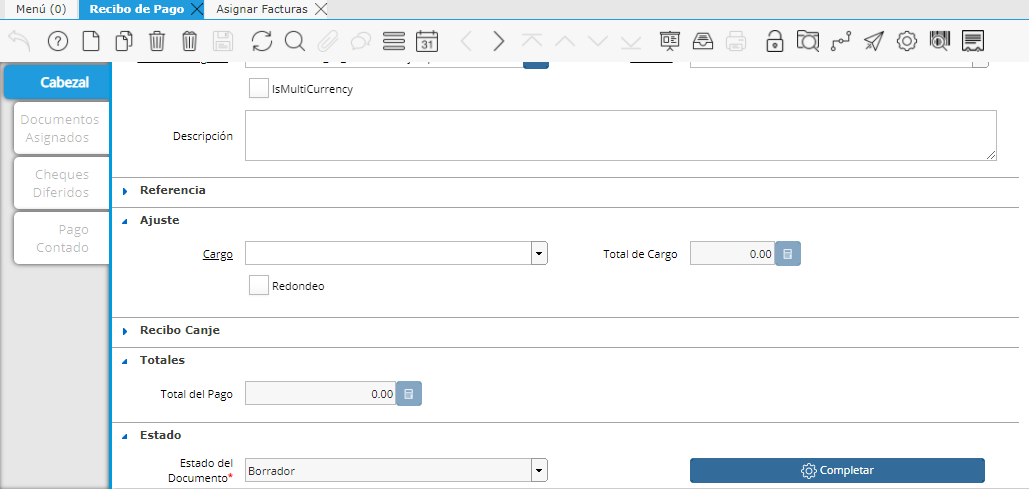 Menú (0)
Recibo de Pago
Asignar Facturas
31
Cabezal
Documentos
Asignados
Cheques
Diferidos
Pago
Contado
IsMultiCurrency
Descripción
Referencia
Ajuste
Cargo
Total de Cargo
0.00
Redondeo
Recibo Canje
Totales
Total del Pago
0.00
Estado
Estado del
Documento*
Borrador
Completar